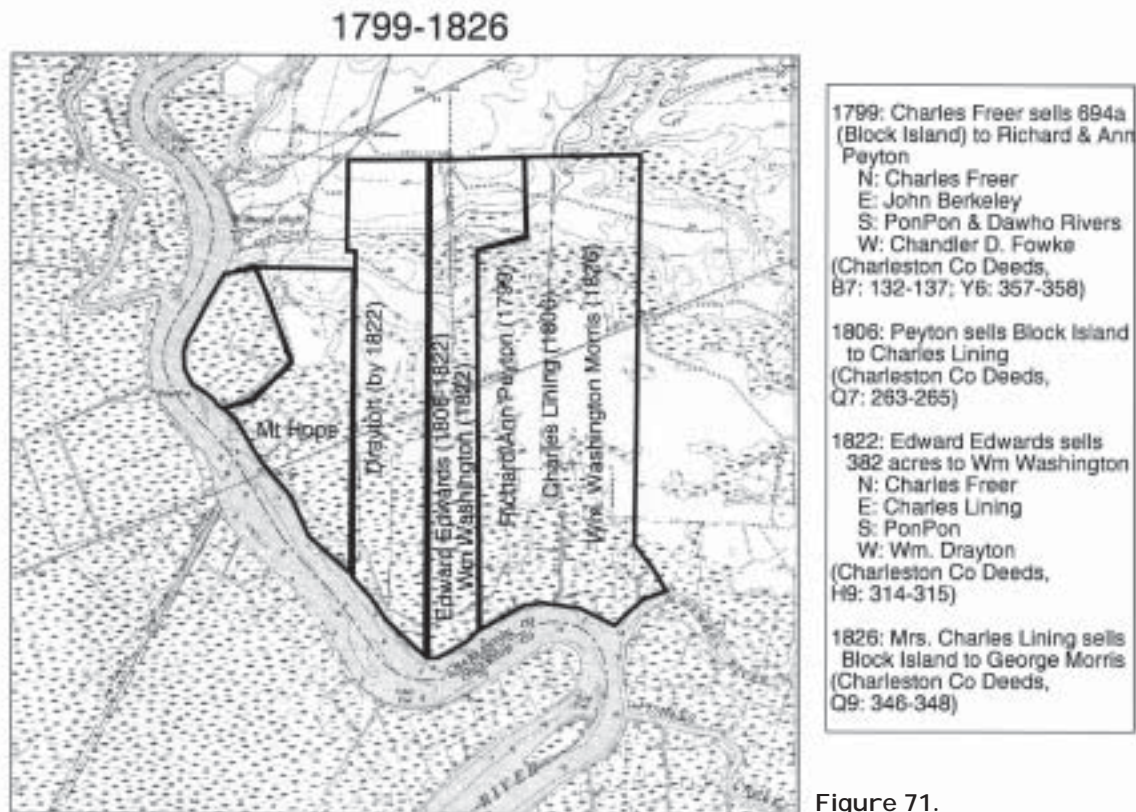 1799-1826
Mt Hope
Drayton (by 1822)
Edward Edwards (1806-1822)
Wm Washington (1822)
Richard/Ann Peyton (1799)
Charles Lining (1806)
Wm. Washington Morris (1826)
RIVER
1799: Charles Freer sells 694a
(Block Island) to Richard & Ann
Peyton
N: Charles Freer
E: John Berkeley
S: PonPon & Dawho Rivers
W: Chandler D. Fowke
(Charleston Co Deeds,
B7: 132-137; Y6: 357-358)
1806: Peyton sells Block Island
to Charles Lining
(Charleston Co Deeds,
Q7: 263-265)
1822: Edward Edwards sells
382 acres to Wm Washington
N: Charles Freer
E: Charles Lining
S: PonPon
W: Wm. Drayton
(Charleston Co Deeds,
H9: 314-315)
1826: Mrs. Charles Lining sells
Block Island to George Morris
(Charleston Co Deeds,
Q9: 346-348)
Figure 71.